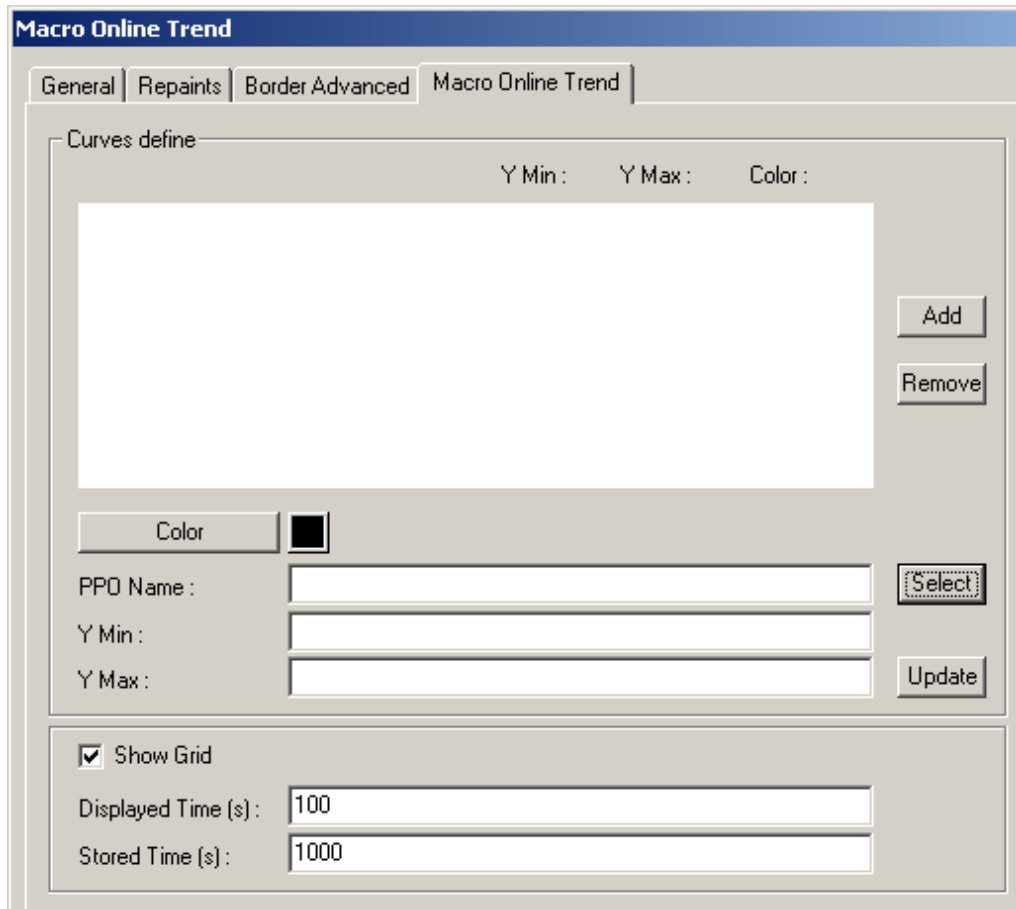 Macro Online Trend
General Repaints Border Advanced Macro Online Trend
Curves define
Y Min : Y Max : Color :
Add
Remove
Color
PPO Name : Select
Y Min :
Y Max : Update
Show Grid
Displayed Time (s) : 100
Stored Time (s) : 1000